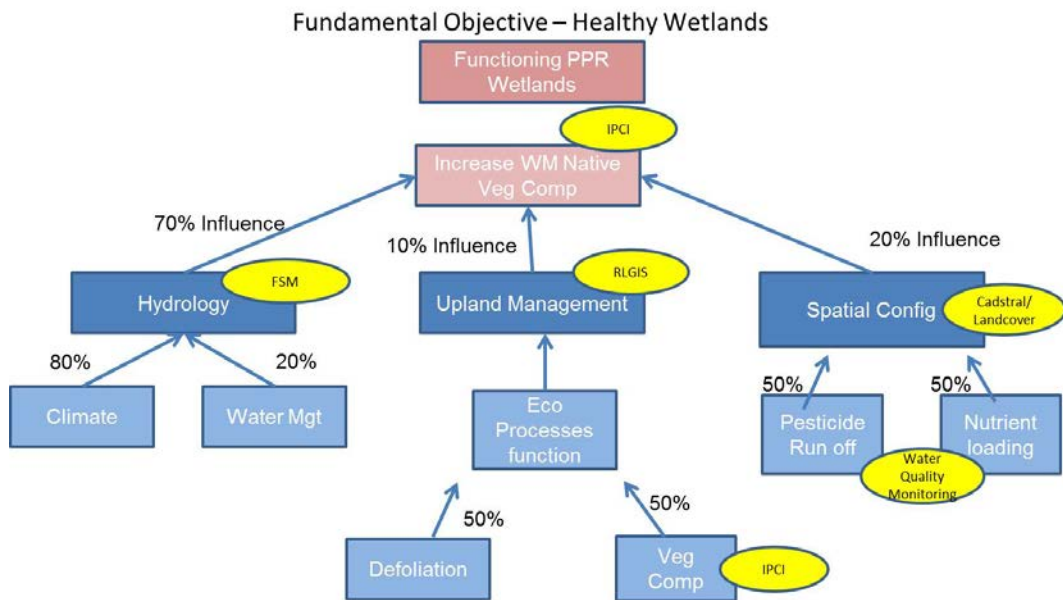 Fundamental Objective – Healthy Wetlands
Functioning PPR
Wetlands
IPCI
Increase WM Native
Veg Comp
70% Influence
10% Influence
20% Influence
FSM
Hydrology
RLGIS
Upland Management
Cadstral/
Landcover
Spatial Config
80%
20%
Climate
Water Mgt
Eco
Processes
function
50%
50%
Pesticide
Run off
Nutrient
loading
Water
Quality
Monitoring
50%
50%
Defoliation
Veg
Comp
IPCI